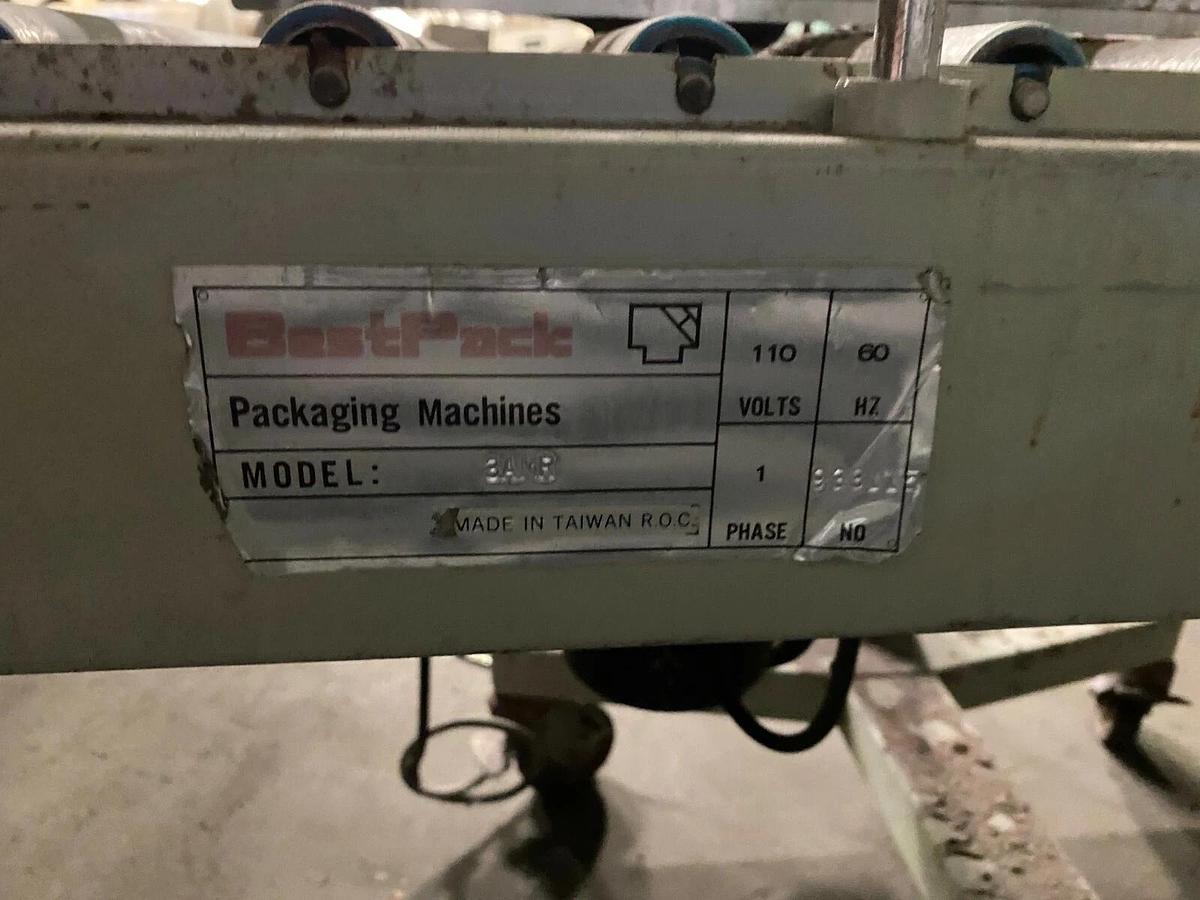 BestPack
110
60
VOLTS
HZ
Packaging Machines
MODEL:
1
MADE IN TAIWAN R.O.C.
PHASE
NO